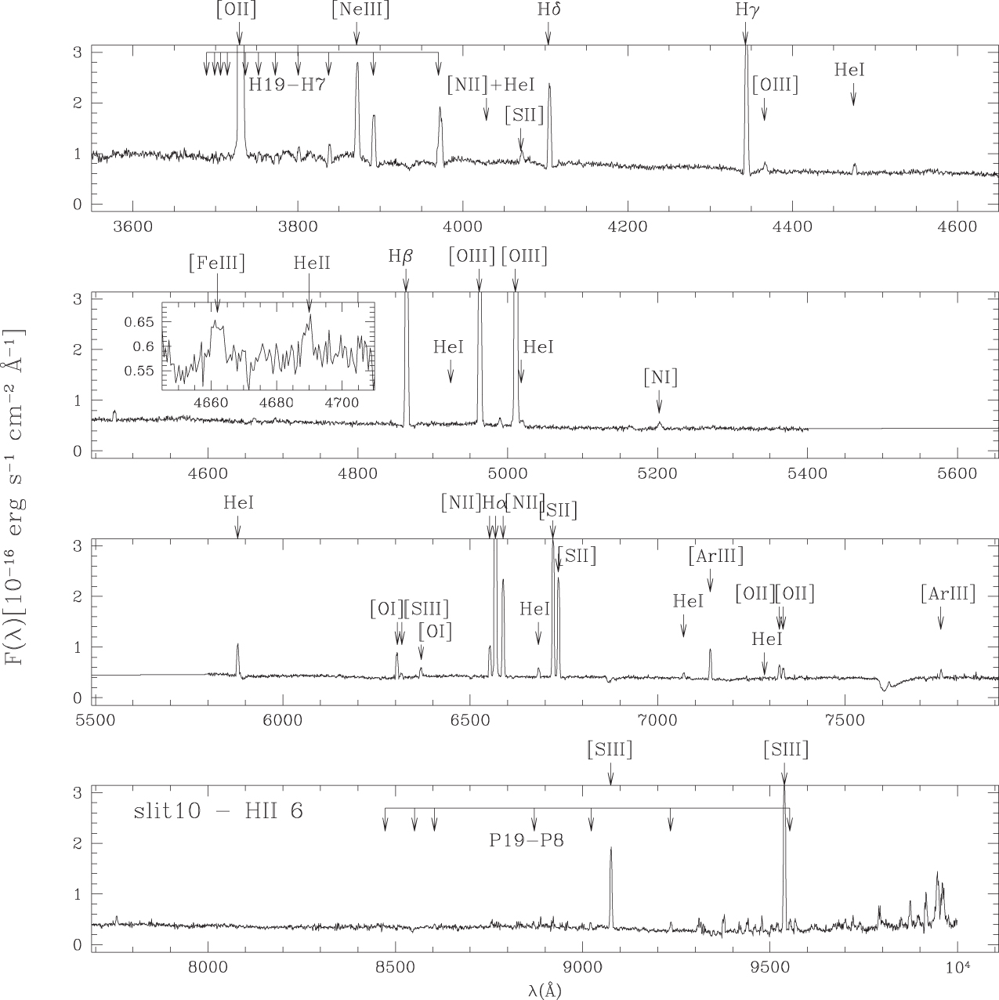 [OII] [NeIII] Hδ Hγ
3
H19−H7 [NII]+HeI [OIII] HeI
2
[SII]
1
0
3600 3800 4000 4200 4400 4600
[FeIII] HeII Hβ [OIII] [OIII]
3
0.65
0.6
0.55
4660 4680 4700
HeI HeI
2
[NI]
1
0
4600 4800 5000 5200 5400 5600
HeI [NII] Hα [NII] [SII]
3
[SII] [ArIII]
2
[OI] [SIII] HeI HeI [OII] [OII] [ArIII]
[OI] HeI
1
0
5500 6000 6500 7000 7500
[SIII] [SIII]
3
slit10 − HII 6
P19−P8
2
1
0
8000 8500 9000 9500 10⁴
λ(Å)
F(λ)[10⁻¹⁶ erg s⁻¹ cm⁻² Å⁻¹]